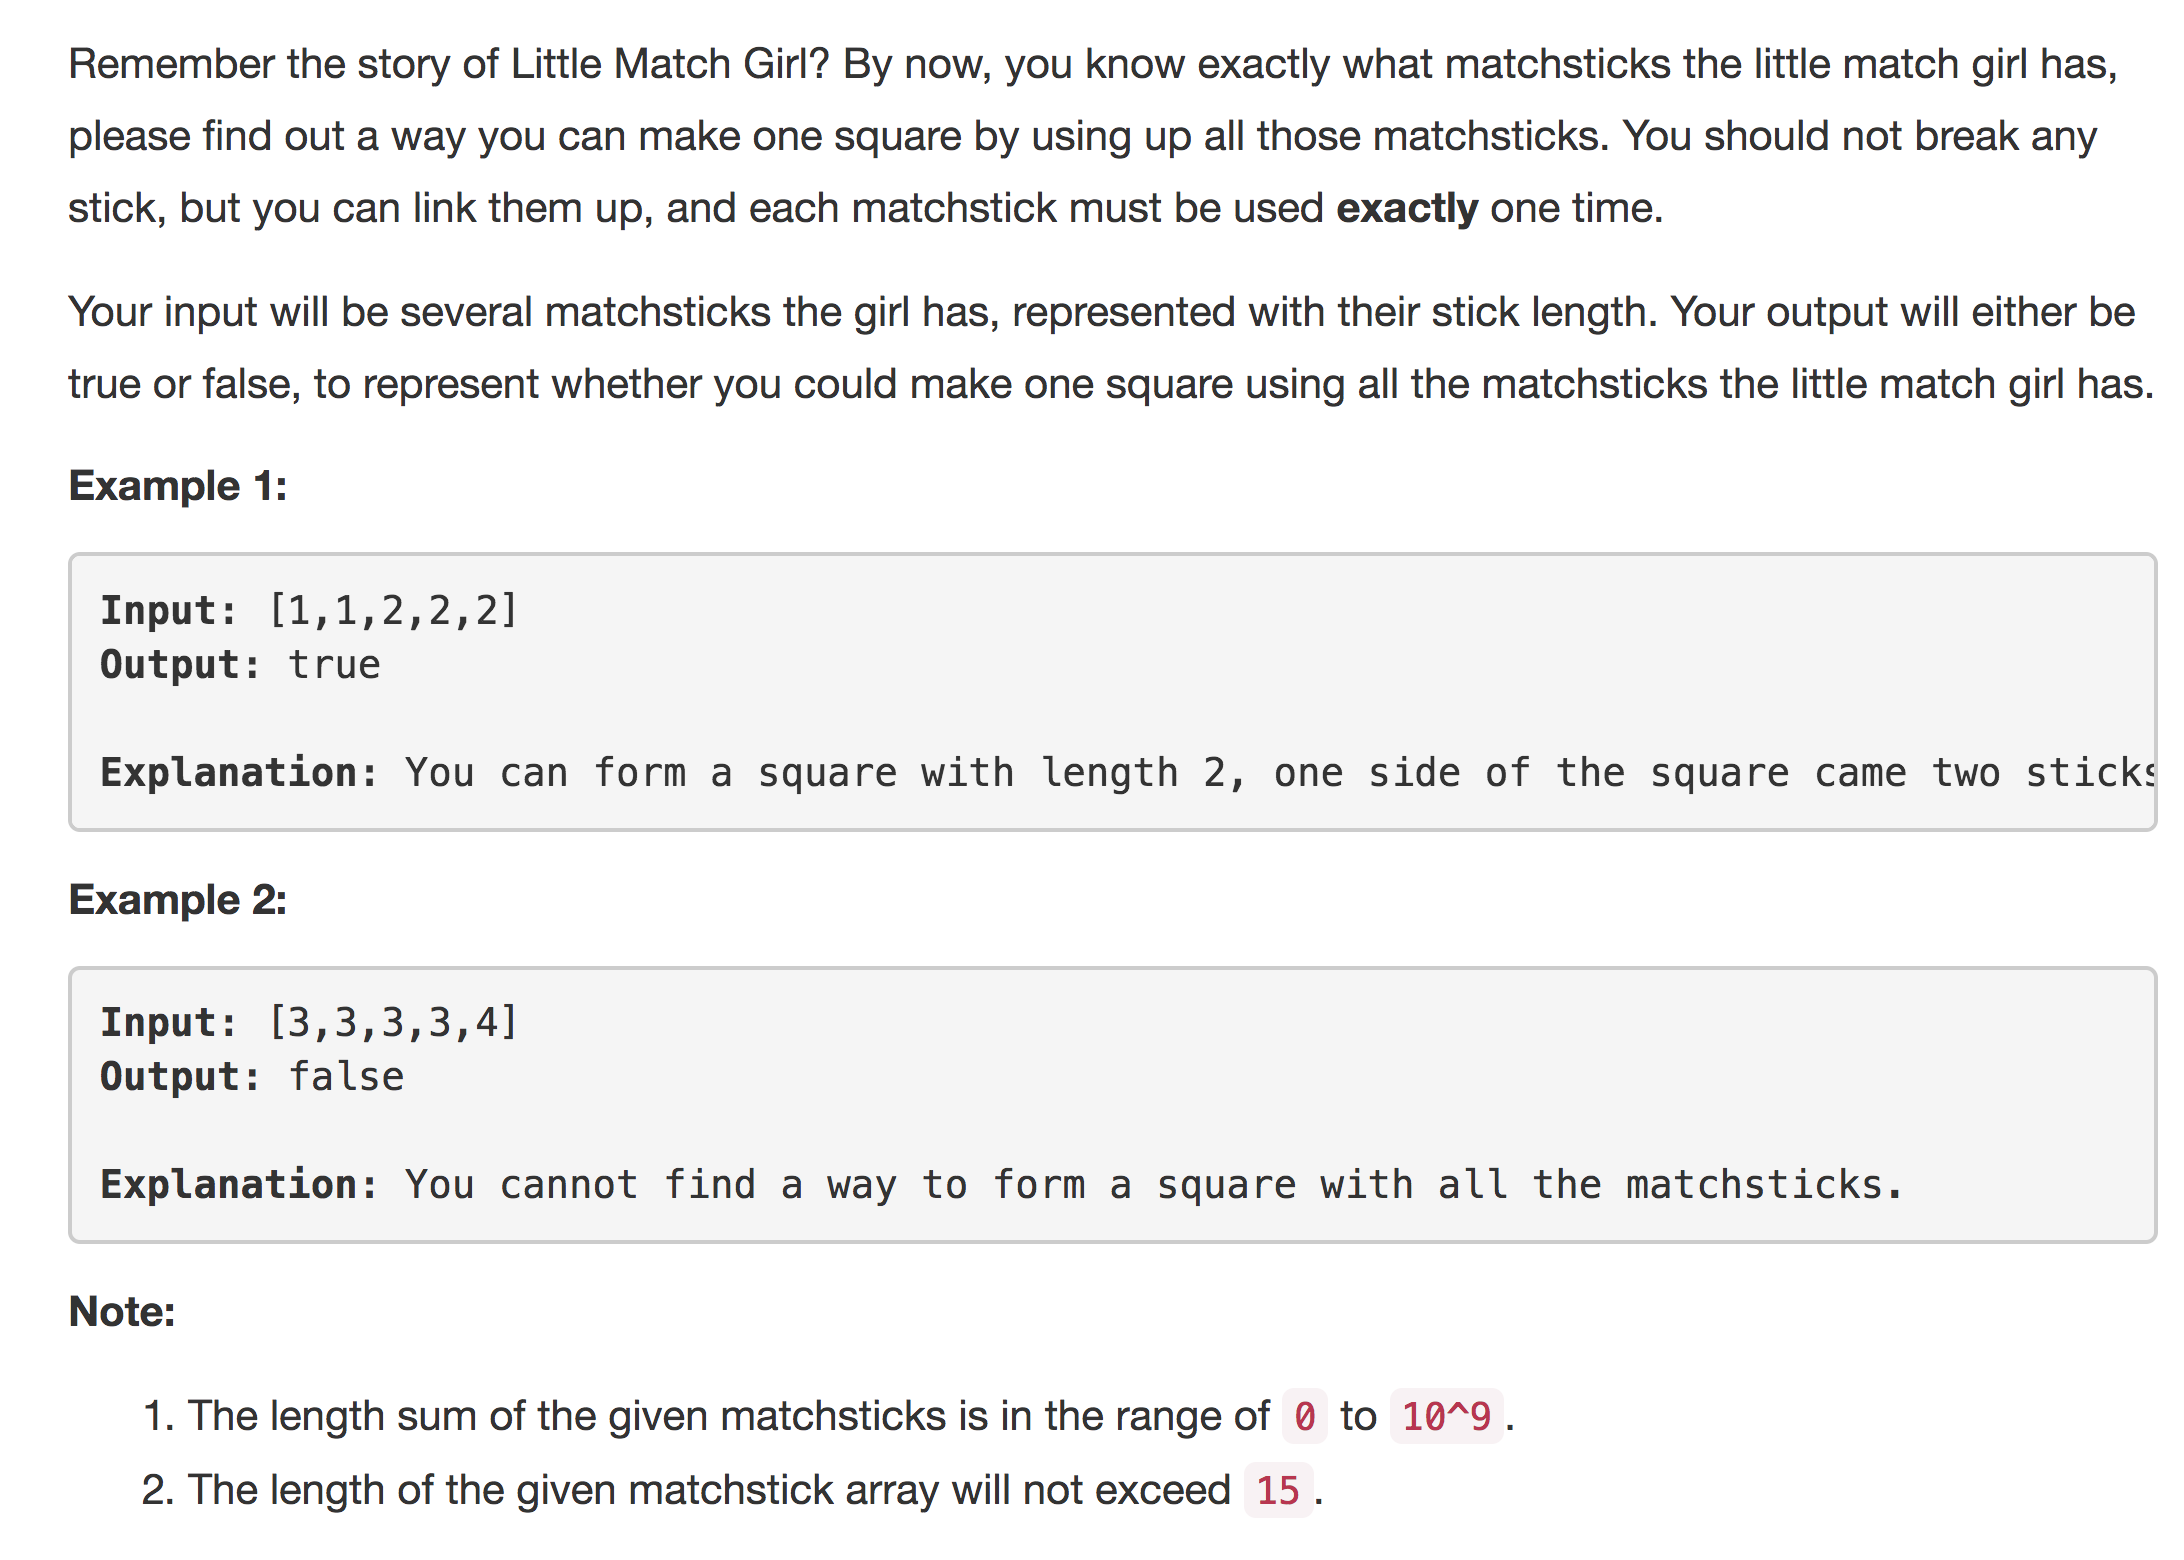 Remember the story of Little Match Girl? By now, you know exactly what matchsticks the little match girl has,
please find out a way you can make one square by using up all those matchsticks. You should not break any
stick, but you can link them up, and each matchstick must be used exactly one time.
Your input will be several matchsticks the girl has, represented with their stick length. Your output will either be
true or false, to represent whether you could make one square using all the matchsticks the little match girl has.
Example 1:
Input: [1,1,2,2,2]
Output: true
Explanation: You can form a square with length 2, one side of the square came two sticks
Example 2:
Input: [3,3,3,3,4]
Output: false
Explanation: You cannot find a way to form a square with all the matchsticks.
Note:
1. The length sum of the given matchsticks is in the range of 0 to 10^9.
2. The length of the given matchstick array will not exceed 15.